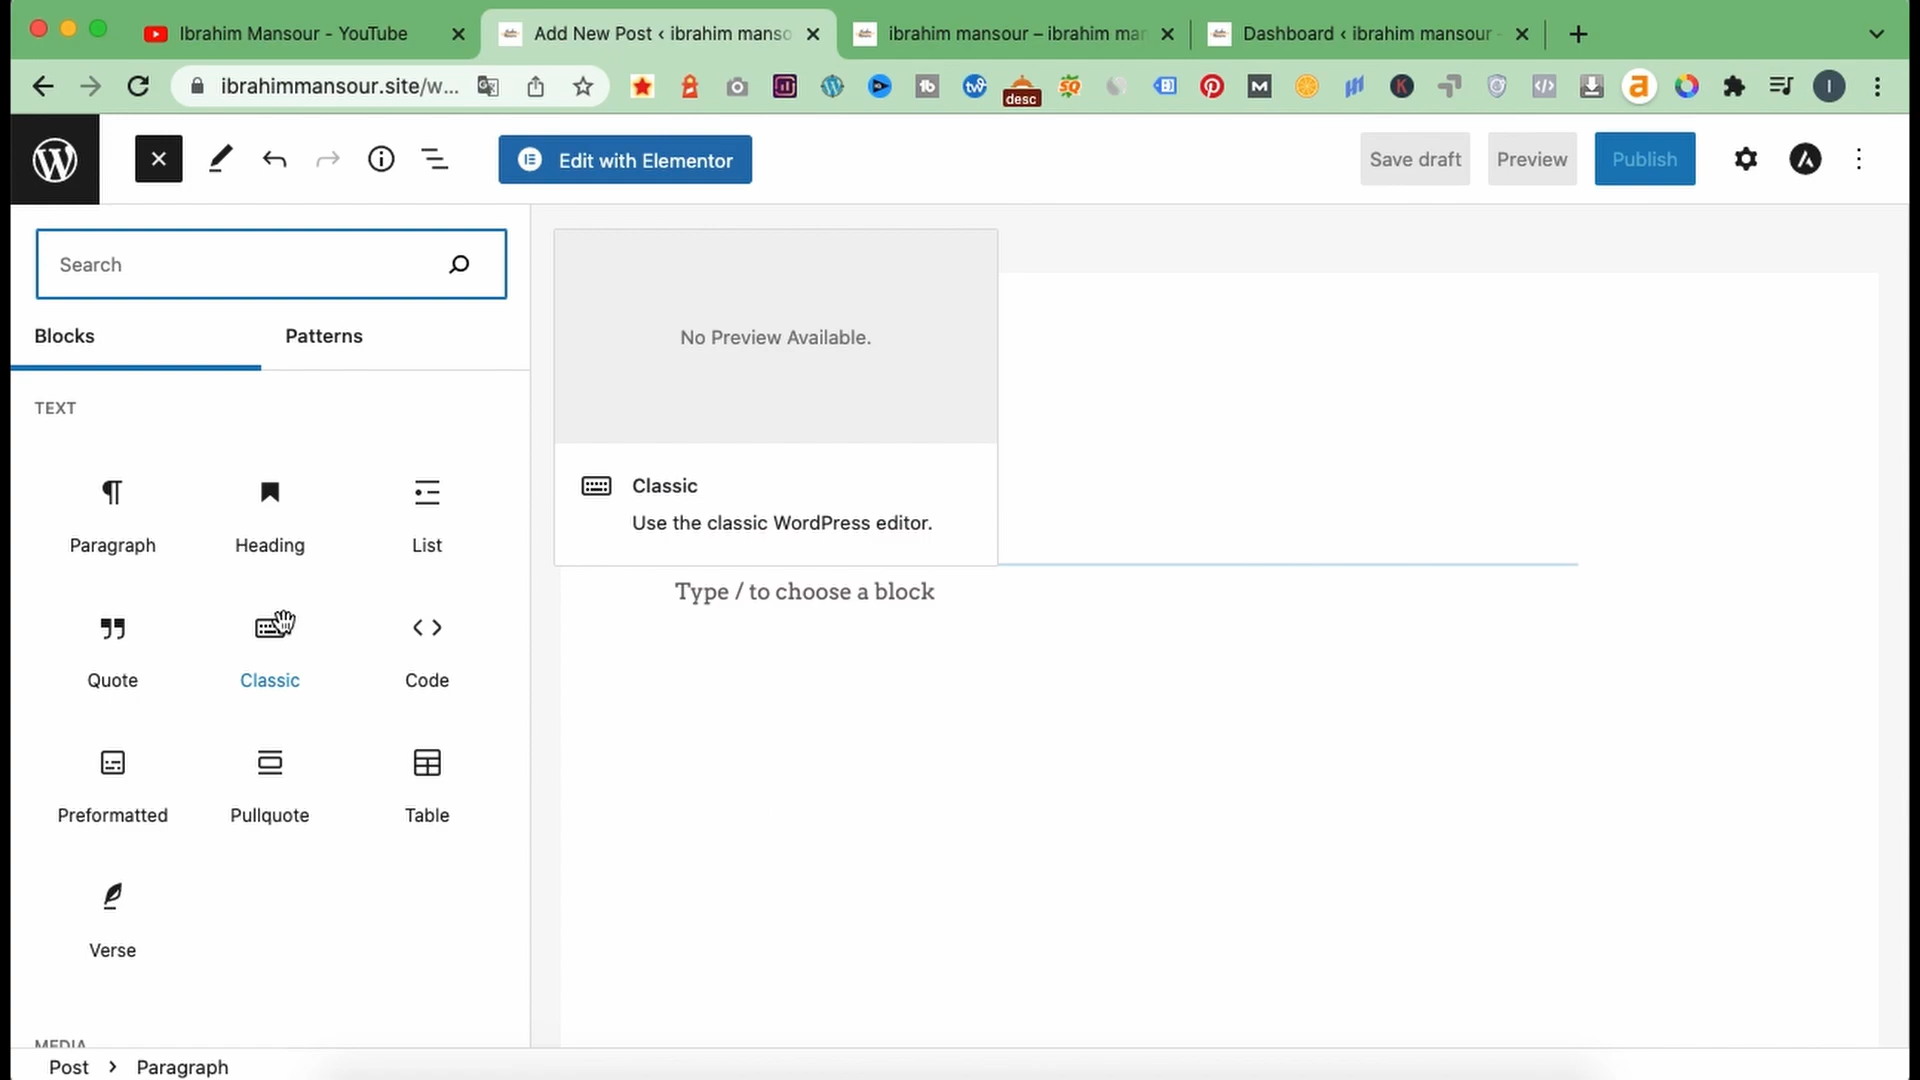 Ibrahim Mansour - YouTube
Add New Post ‹ ibrahim manso
ibrahim mansour – ibrahim mar
Dashboard ‹ ibrahim mansour -
ibrahimmansour.site/w...
desc
Edit with Elementor
Save draft
Preview
Publish
Search
Blocks
Patterns
No Preview Available.
TEXT
Classic
Use the classic WordPress editor.
Paragraph
Heading
List
Type / to choose a block
Quote
Classic
Code
Preformatted
Pullquote
Table
Verse
MEDIA
Post > Paragraph